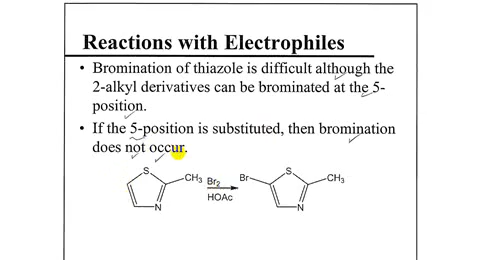 Reactions with Electrophiles
• Bromination of thiazole is difficult although the
2-alkyl derivatives can be brominated at the 5-
position.
• If the 5-position is substituted, then bromination
does not occur.
S
CH3
N
Br2
HOAc
Br
S
CH3
N